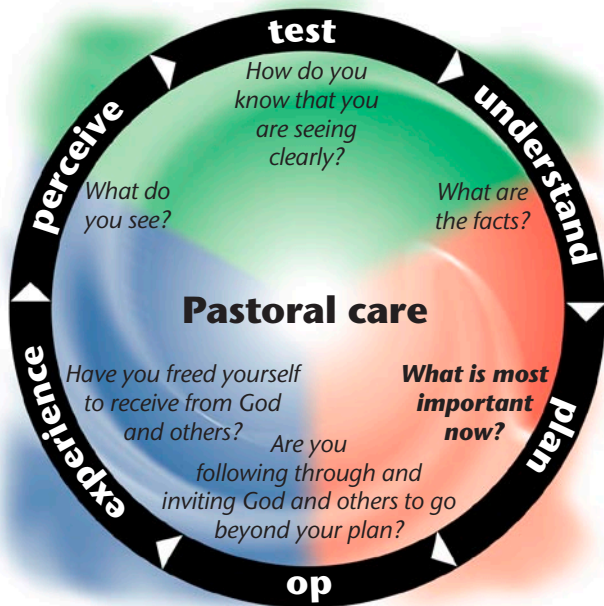 test
understand
plan
op
experience
perceive
How do you
know that you
are seeing
clearly?
What do
you see?
What are
the facts?
Pastoral care
Have you freed yourself
to receive from God
and others?
What is most
important
now?
Are you
following through and
inviting God and others to go
beyond your plan?